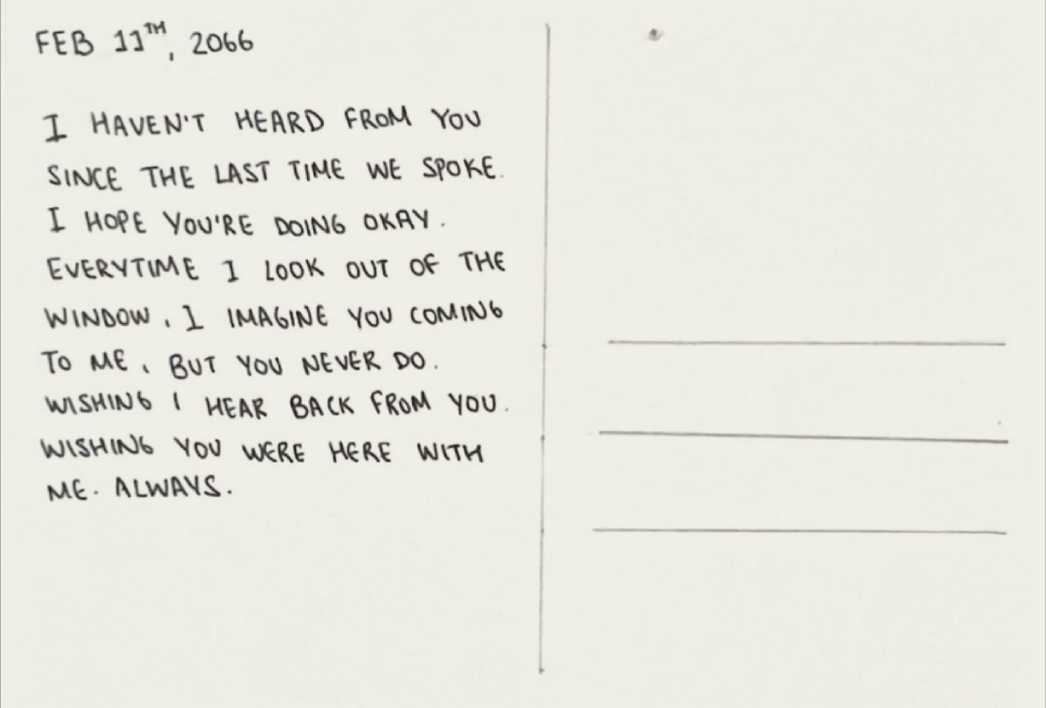 FEB 11TH, 2066
I HAVEN'T HEARD FROM YOU
SINCE THE LAST TIME WE SPOKE.
I HOPE YOU'RE DOING OKAY.
EVERYTIME I LOOK OUT OF THE
WINDOW, I IMAGINE YOU COMING
TO ME, BUT YOU NEVER DO.
WISHING I HEAR BACK FROM YOU.
WISHING YOU WERE HERE WITH
ME. ALWAYS.